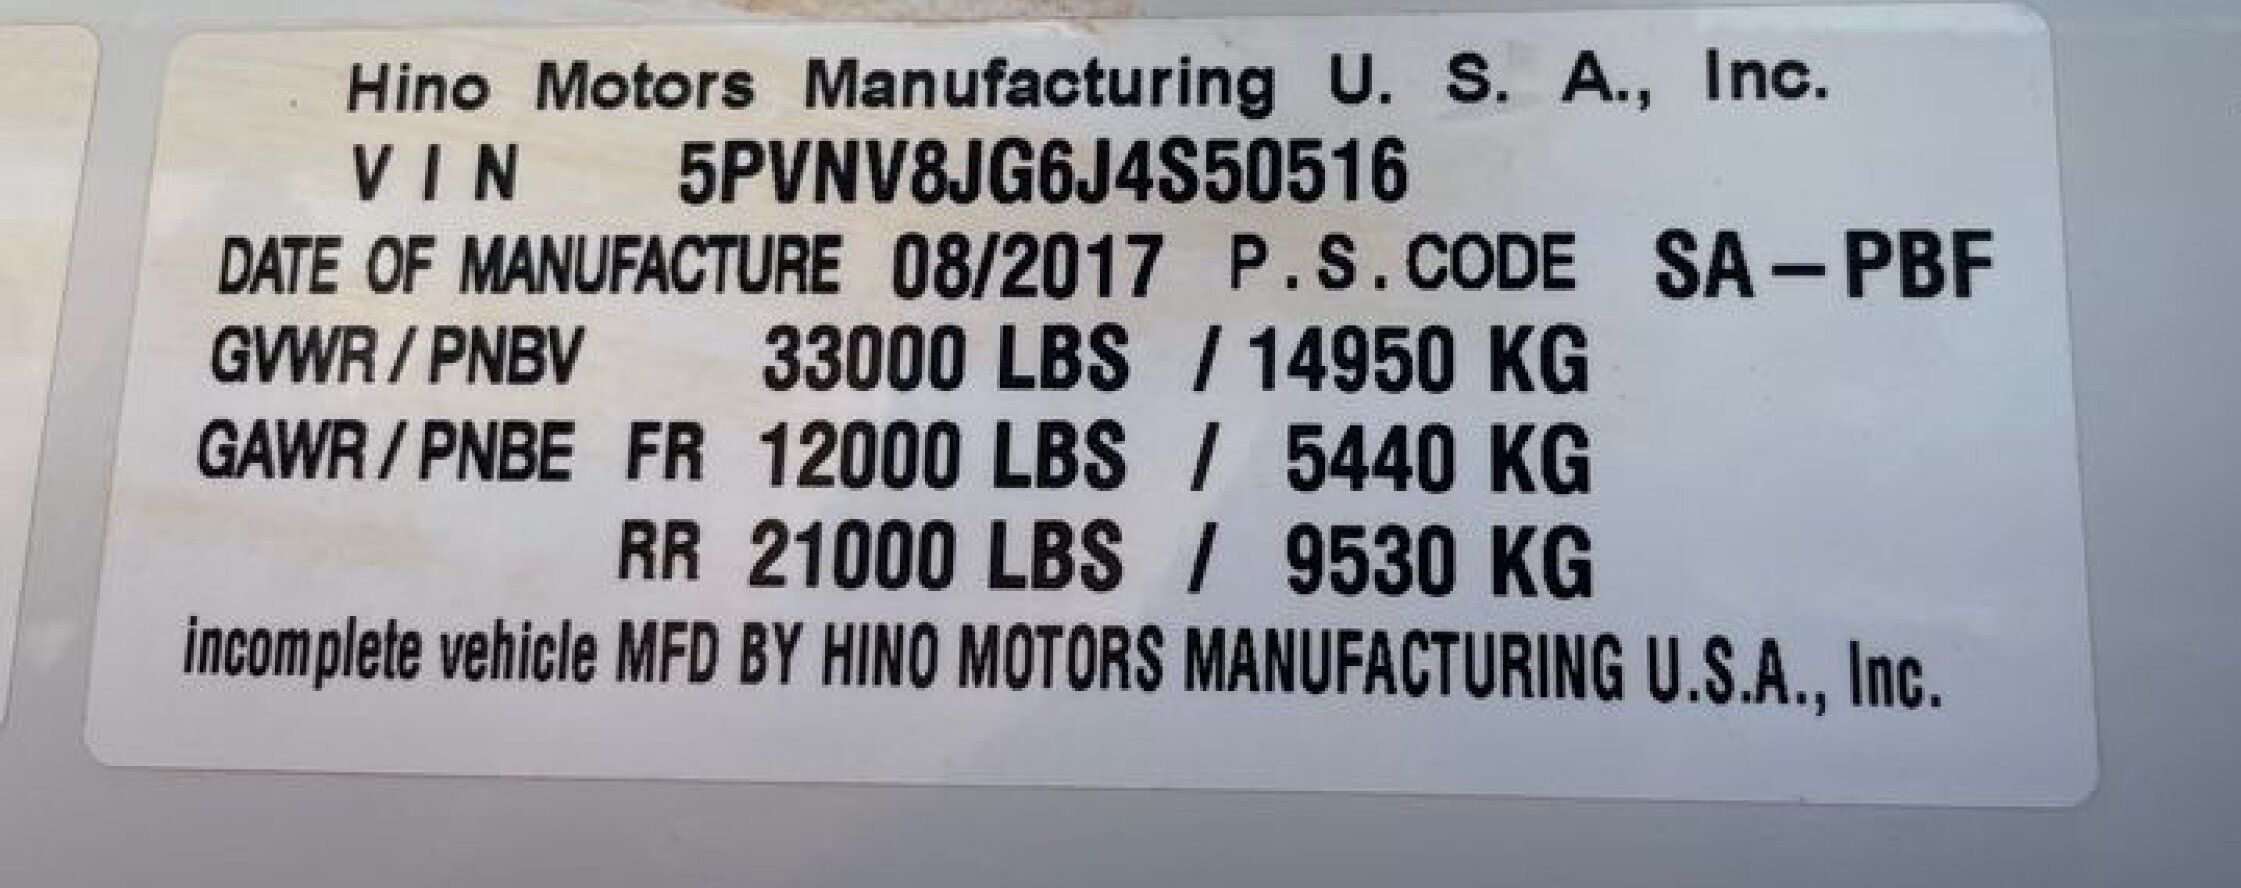 Hino Motors Manufacturing U. S. A., Inc.
VIN 5PVNV8JG6J4S50516
DATE OF MANUFACTURE 08/2017 P.S.CODE SA-PBF
GVWR/PNBV 33000 LBS / 14950 KG
GAWR/PNBE FR 12000 LBS / 5440 KG
RR 21000 LBS / 9530 KG
incomplete vehicle MFD BY HINO MOTORS MANUFACTURING U.S.A., Inc.